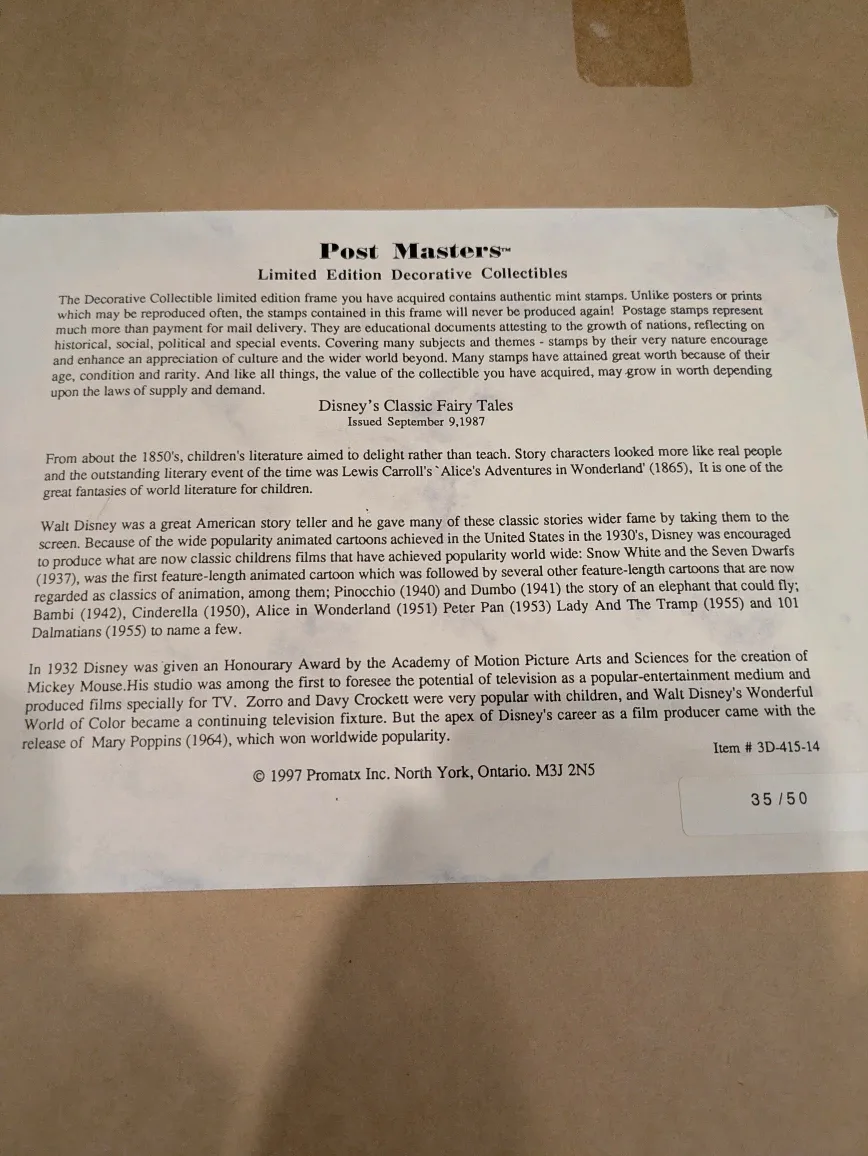 Post Masters™
Limited Edition Decorative Collectibles
The Decorative Collectible limited edition frame you have acquired contains authentic mint stamps. Unlike posters or prints
which may be reproduced often, the stamps contained in this frame will never be produced again! Postage stamps represent
much more than payment for mail delivery. They are educational documents attesting to the growth of nations, reflecting on
historical, social, political and special events. Covering many subjects and themes - stamps by their very nature encourage
and enhance an appreciation of culture and the wider world beyond. Many stamps have attained great worth because of their
age, condition and rarity. And like all things, the value of the collectible you have acquired, may grow in worth depending
upon the laws of supply and demand.
Disney's Classic Fairy Tales
Issued September 9,1987
From about the 1850's, children's literature aimed to delight rather than teach. Story characters looked more like real people
and the outstanding literary event of the time was Lewis Carroll's `Alice's Adventures in Wonderland' (1865), It is one of the
great fantasies of world literature for children.
Walt Disney was a great American story teller and he gave many of these classic stories wider fame by taking them to the
screen. Because of the wide popularity animated cartoons achieved in the United States in the 1930's, Disney was encouraged
to produce what are now classic childrens films that have achieved popularity world wide: Snow White and the Seven Dwarfs
(1937), was the first feature-length animated cartoon which was followed by several other feature-length cartoons that are now
regarded as classics of animation, among them; Pinocchio (1940) and Dumbo (1941) the story of an elephant that could fly;
Bambi (1942), Cinderella (1950), Alice in Wonderland (1951) Peter Pan (1953) Lady And The Tramp (1955) and 101
Dalmatians (1955) to name a few.
In 1932 Disney was given an Honourary Award by the Academy of Motion Picture Arts and Sciences for the creation of
Mickey Mouse.His studio was among the first to foresee the potential of television as a popular-entertainment medium and
produced films specially for TV. Zorro and Davy Crockett were very popular with children, and Walt Disney's Wonderful
World of Color became a continuing television fixture. But the apex of Disney's career as a film producer came with the
release of Mary Poppins (1964), which won worldwide popularity.
Item # 3D-415-14
© 1997 Promatx Inc. North York, Ontario. M3J 2N5
35/50